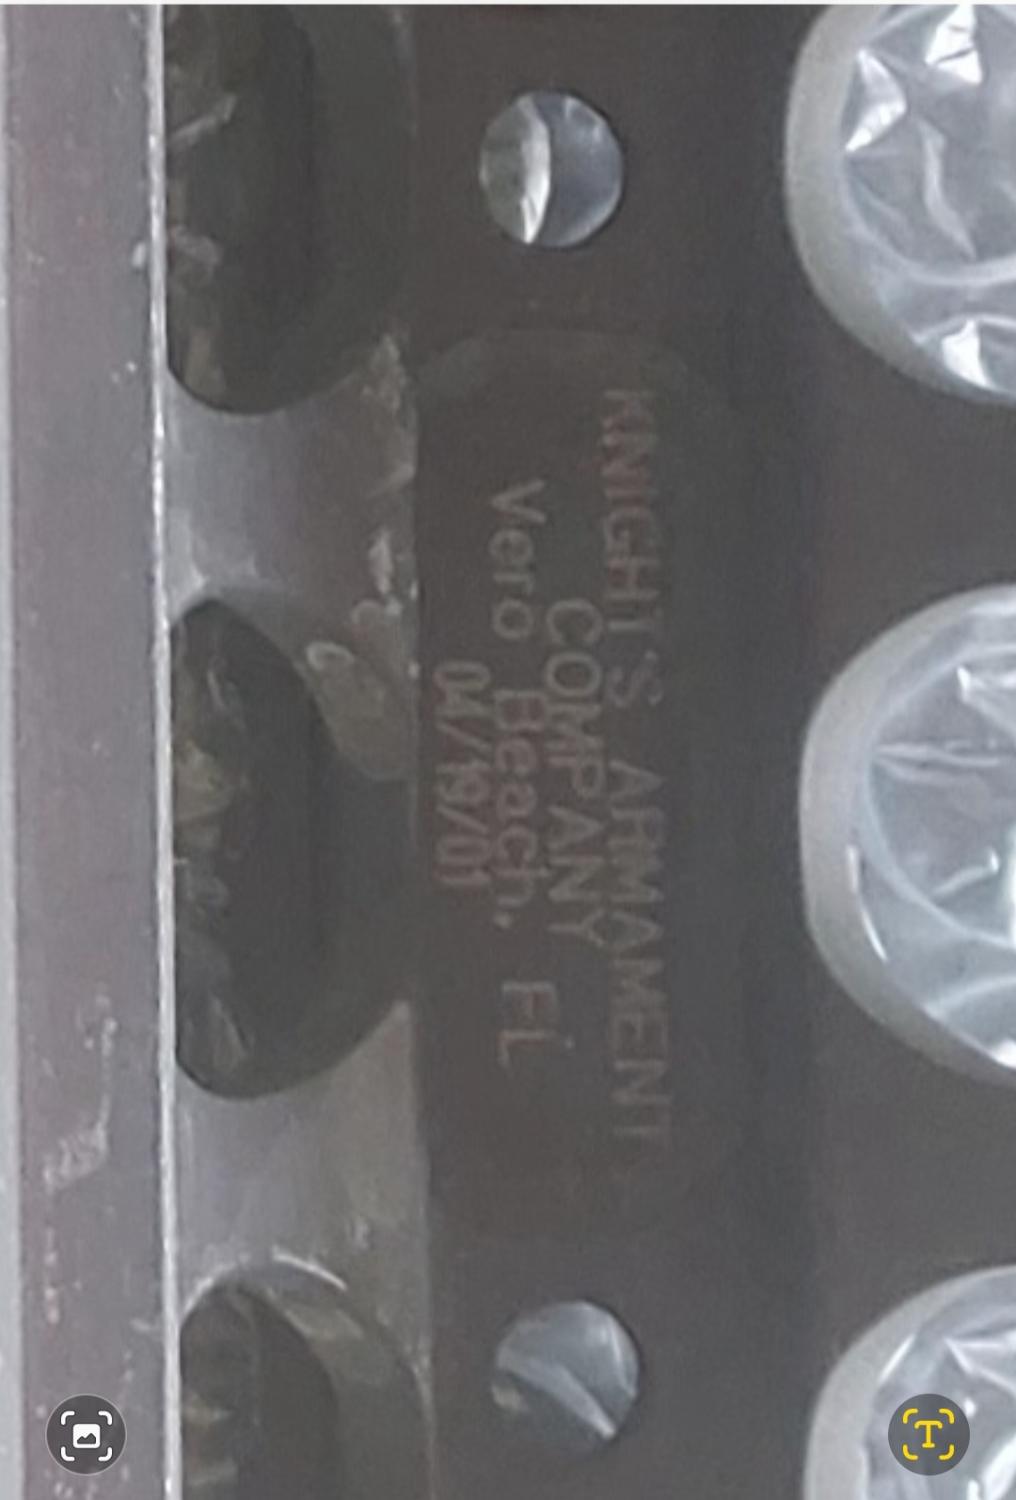 KNIGHT'S ARMAMENT
COMPANY
Vero Beach, FL
04/19/01